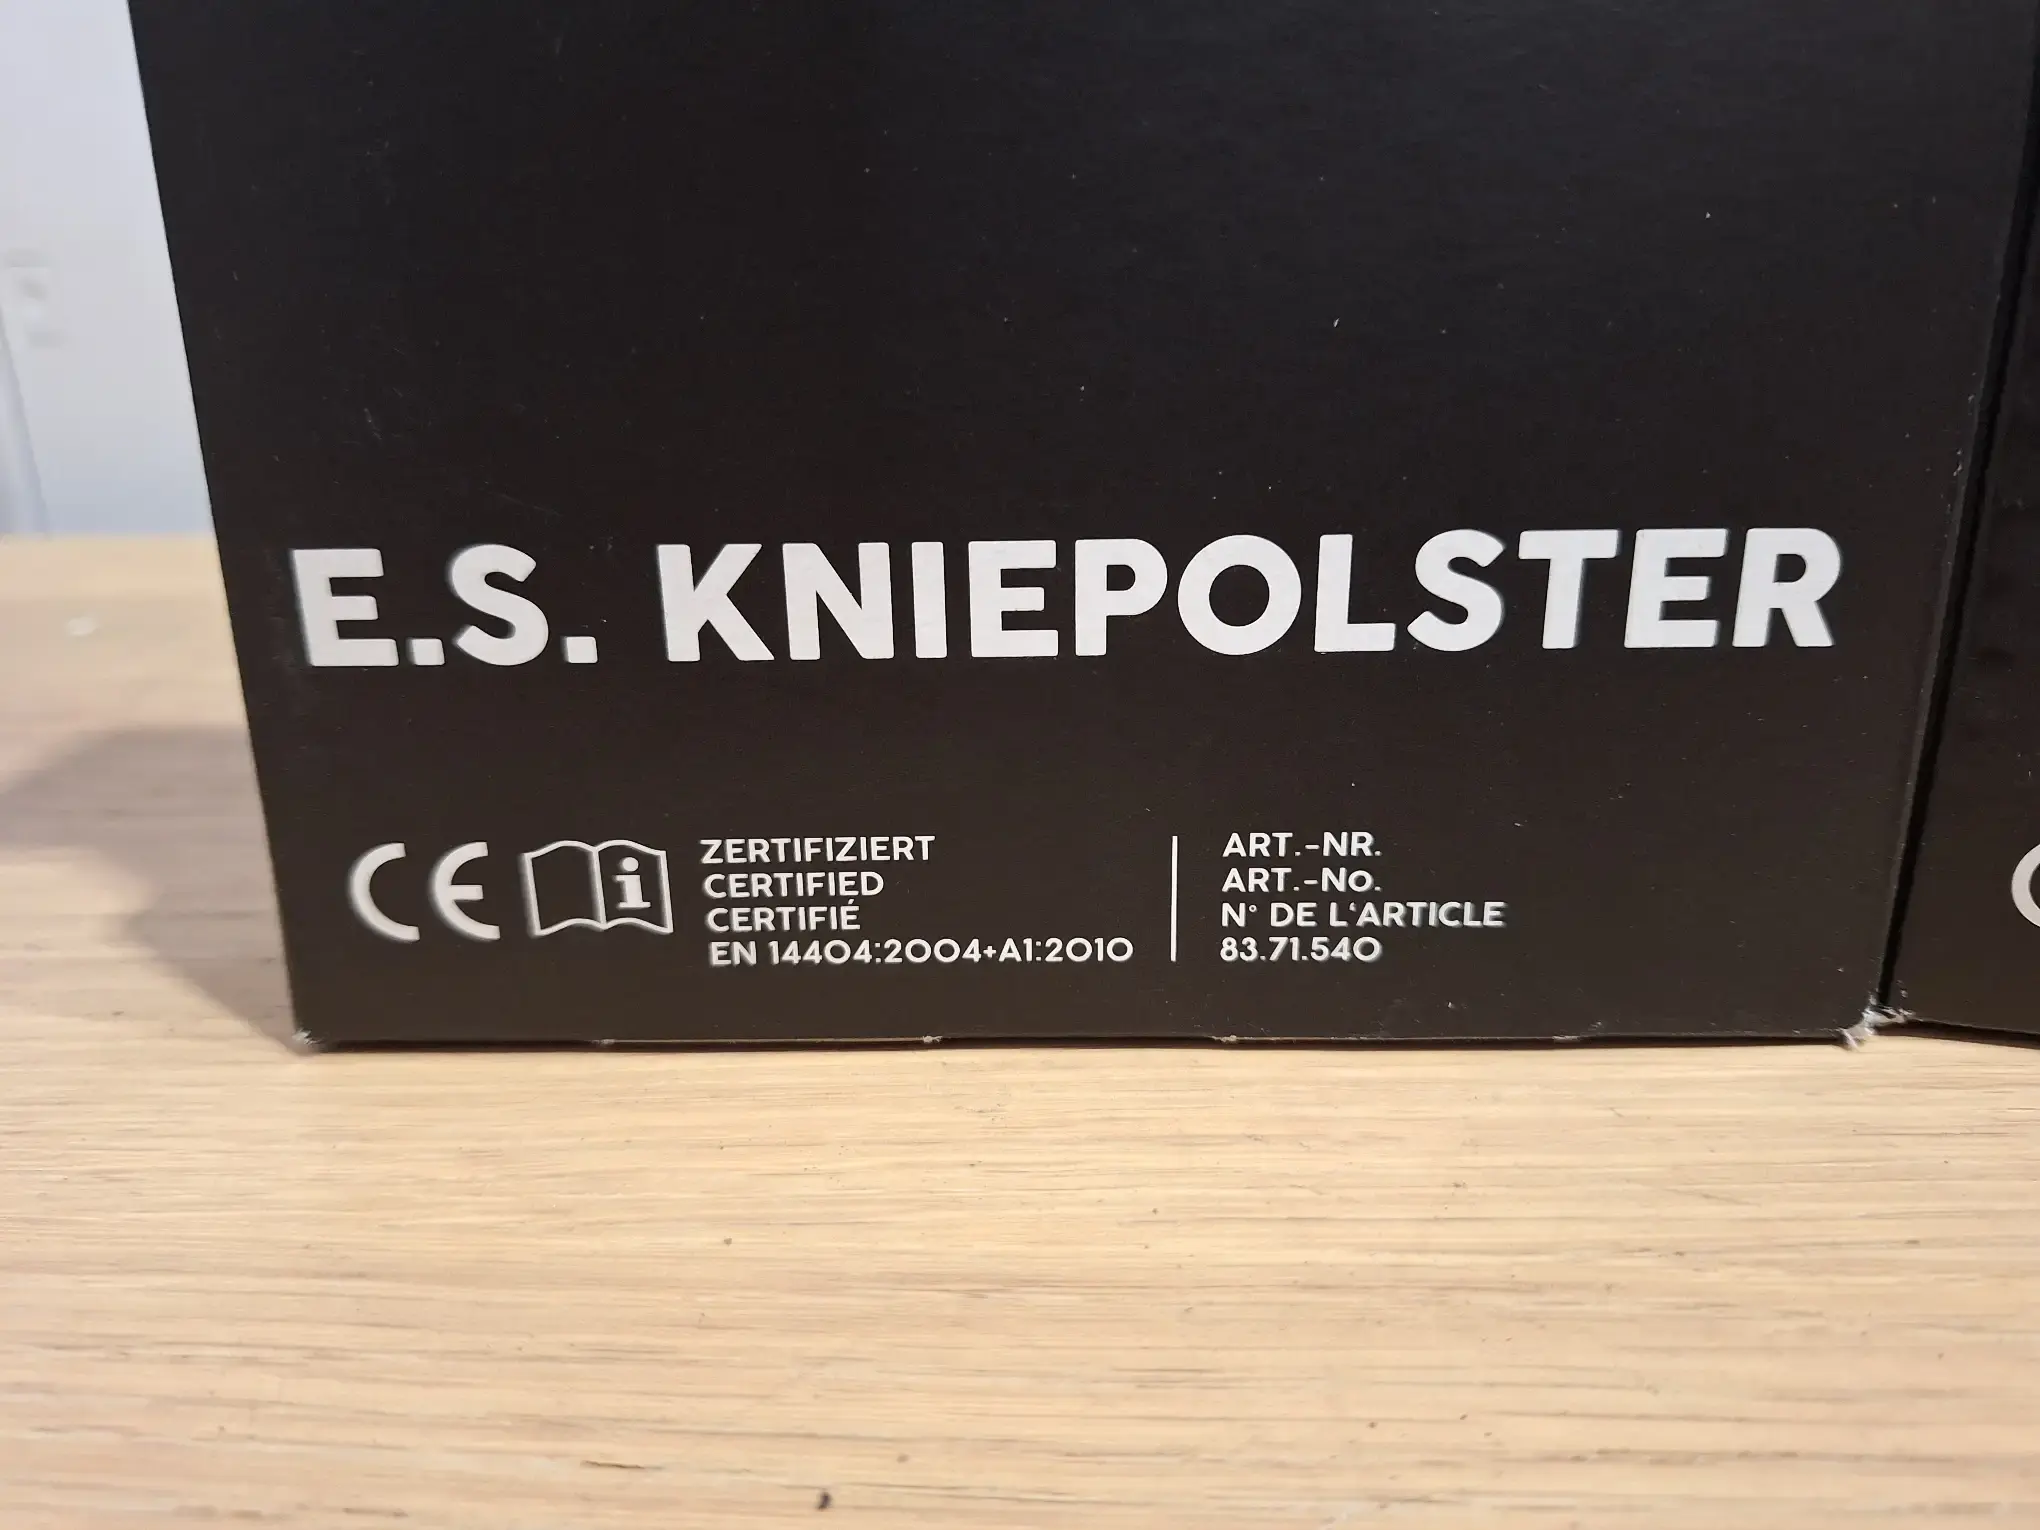 E.S. KNIEPOLSTER
CE
i
ZERTIFIZIERT
CERTIFIED
CERTIFIÉ
EN 14404:2004+A1:2010
ART.-NR.
ART.-No.
N° DE L‘ARTICLE
83.71.540